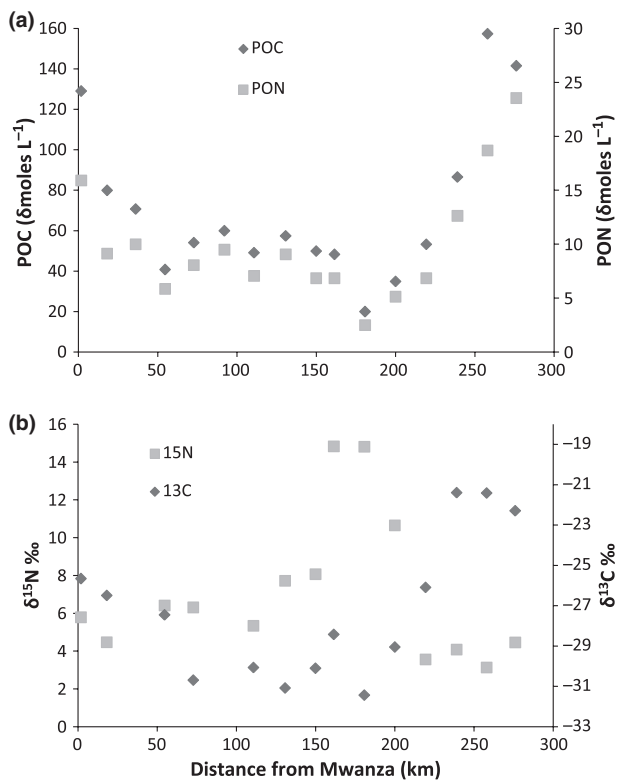 (a)
160
140
120
100
80
60
40
20
0
POC (δmoles L⁻¹)
POC
PON
30
25
20
15
10
5
0
PON (δmoles L⁻¹)
0 50 100 150 200 250 300
(b)
16
14
12
10
8
6
4
2
0
δ¹⁵N ‰
15N
13C
−19
−21
−23
−25
−27
−29
−31
−33
δ¹³C ‰
0 50 100 150 200 250 300
Distance from Mwanza (km)